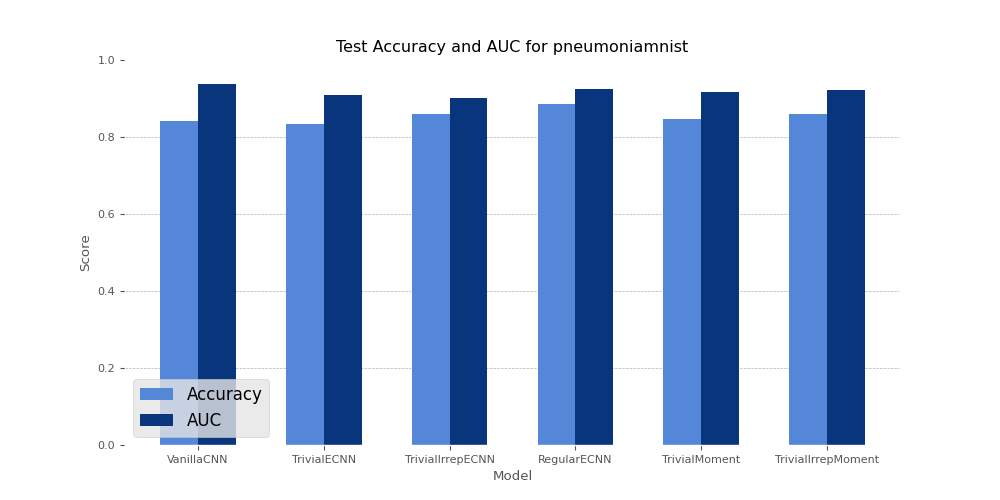 Test Accuracy and AUC for pneumoniamnist
1.0
0.8
0.6
0.4
0.2
0.0
Score
Accuracy
AUC
VanillaCNN TrivialECNN TrivialIrrepECNN RegularECNN TrivialMoment TrivialIrrepMoment
Model